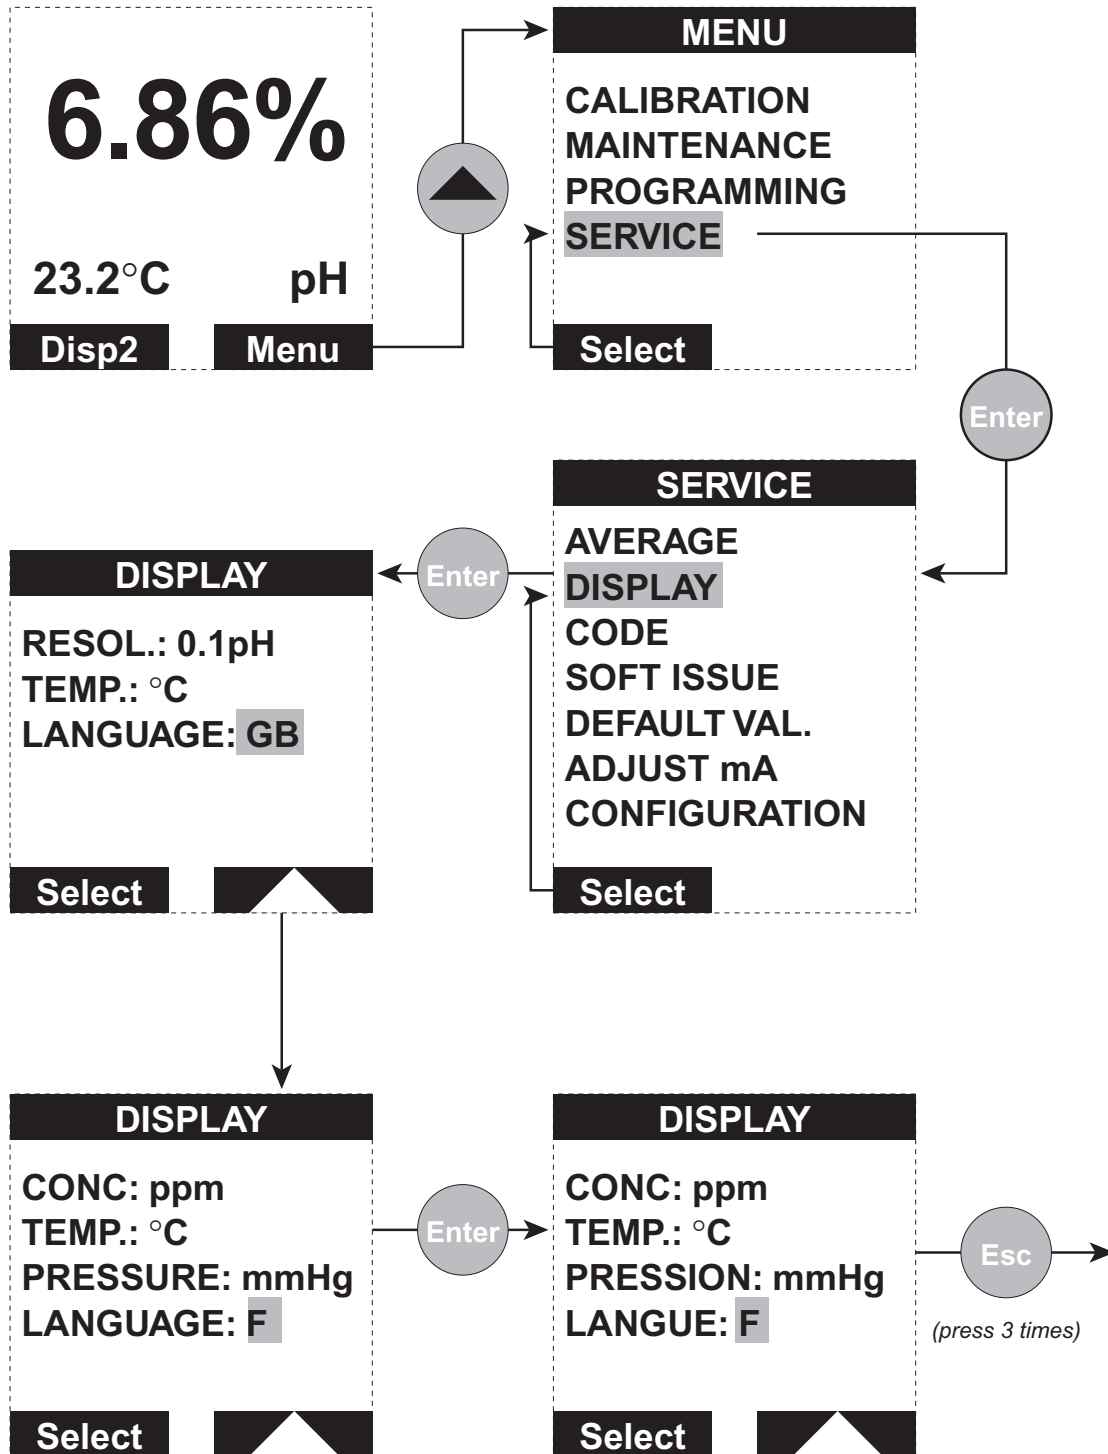 6.86%
23.2°C pH
Disp2 Menu
MENU
CALIBRATION
MAINTENANCE
PROGRAMMING
SERVICE
Select
Enter
SERVICE
AVERAGE
DISPLAY
CODE
SOFT ISSUE
DEFAULT VAL.
ADJUST mA
CONFIGURATION
Select
Enter
DISPLAY
RESOL.: 0.1pH
TEMP.: °C
LANGUAGE: GB
Select
DISPLAY
CONC: ppm
TEMP.: °C
PRESSURE: mmHg
LANGUAGE: F
Select
Enter
DISPLAY
CONC: ppm
TEMP.: °C
PRESSION: mmHg
LANGUE: F
Select
Esc
(press 3 times)